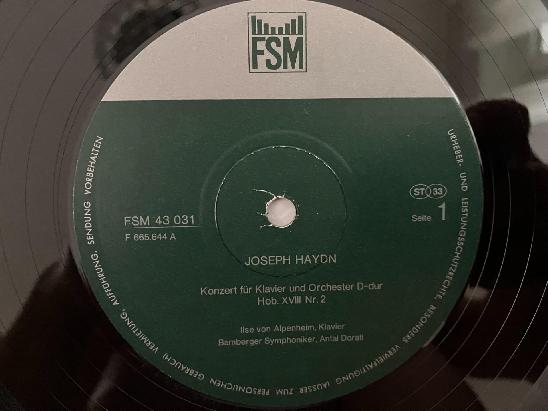 FSM
FSM 43 031
F 665.644 A
ST 33
Seite 1
JOSEPH HAYDN
Konzert für Klavier und Orchester D-dur
Hob. XVIII Nr. 2
Ilse von Alpenheim, Klavier
Bamberger Symphoniker, Antal Dorati
URHEBER- UND LEISTUNGSSCHUTZRECHTE, BESONDERS VERVIELFÄLTIGUNG (AUSSER ZUM PERSÖNLICHEN GEBRAUCH) VERMIETUNG, AUFFÜHRUNG, SENDUNG VORBEHALTEN